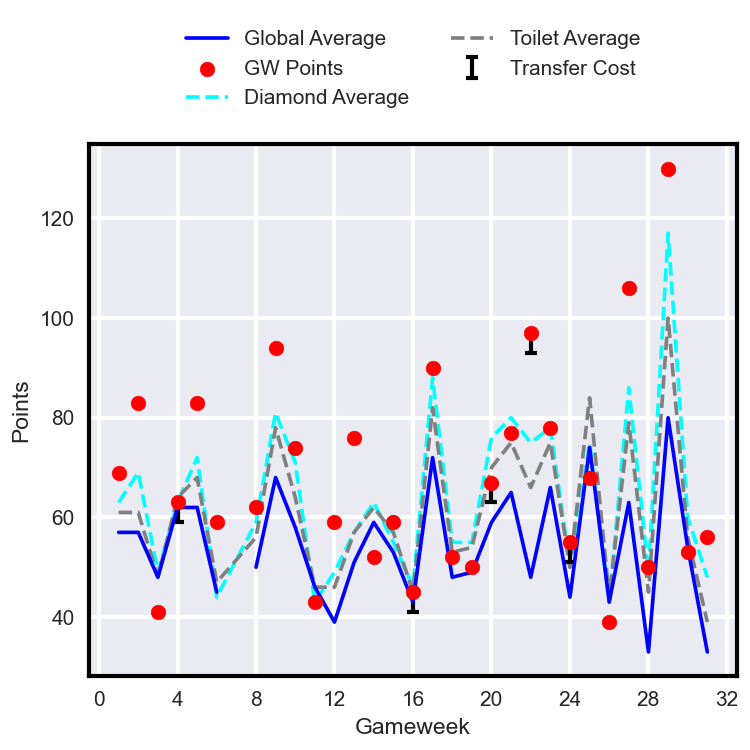 Global Average
GW Points
Diamond Average
Toilet Average
Transfer Cost
120
100
80
60
40
Points
0 4 8 12 16 20 24 28 32
Gameweek